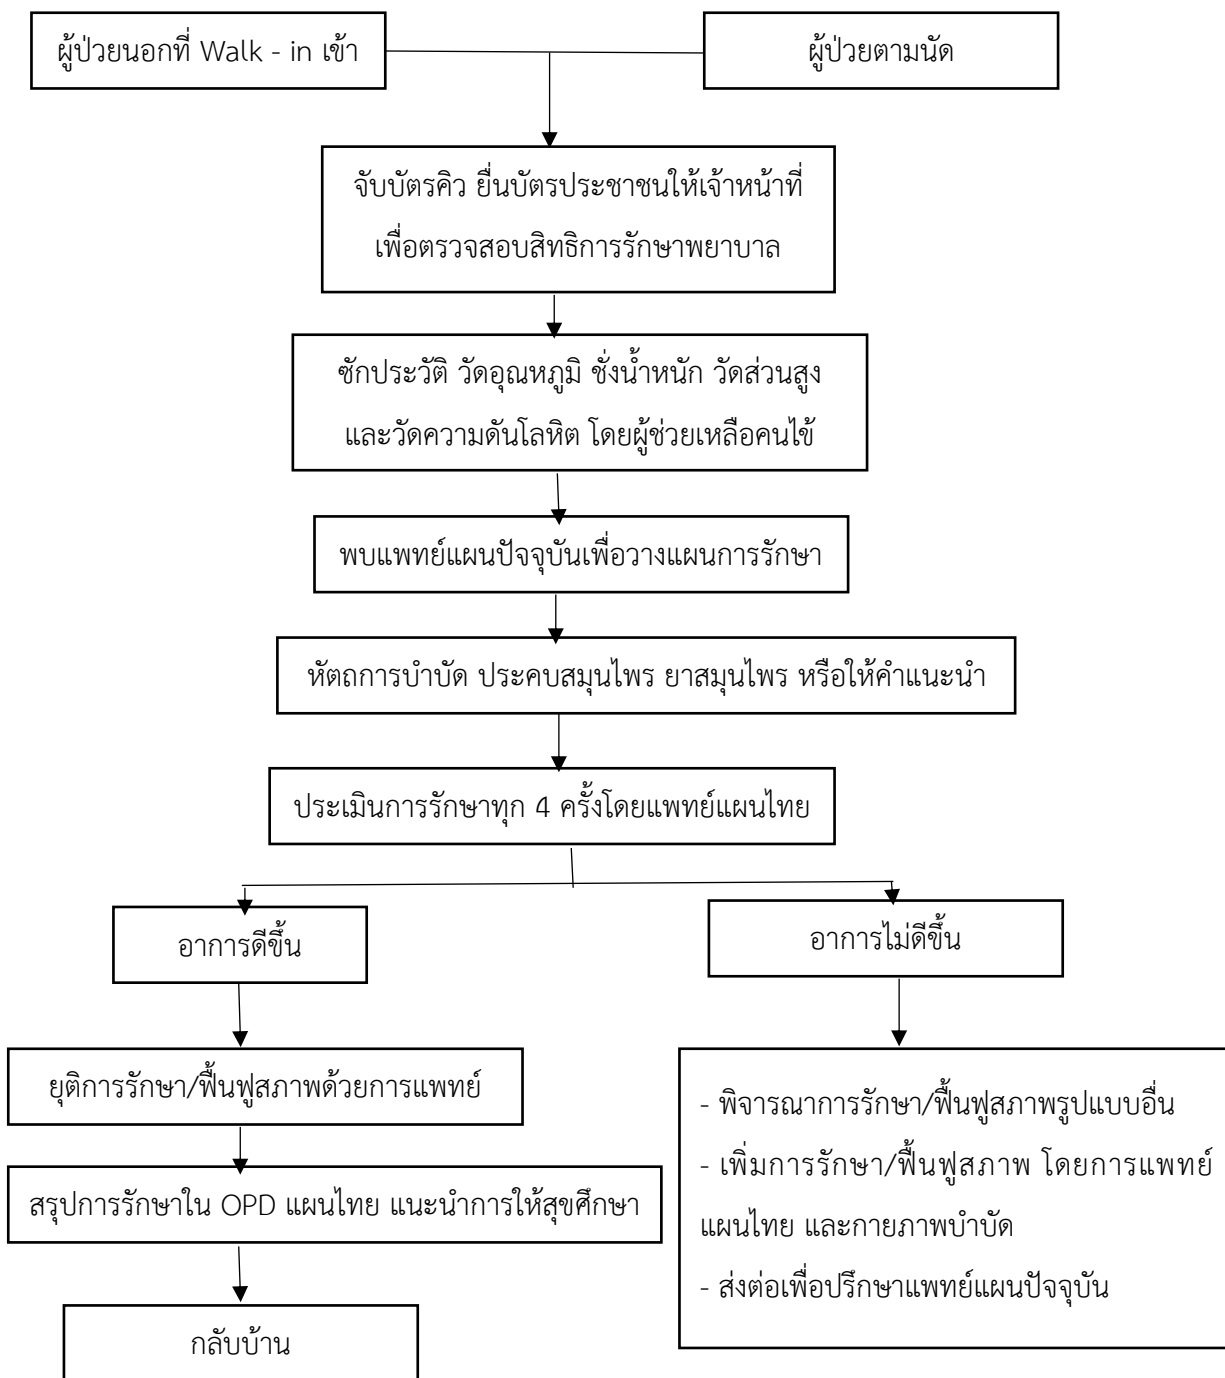 ผู้ป่วยนอกที่ Walk - in เข้า
ผู้ป่วยตามนัด
จับบัตรคิว ยื่นบัตรประชาชนให้เจ้าหน้าที่
เพื่อตรวจสอบสิทธิการรักษาพยาบาล
ซักประวัติ วัดอุณหภูมิ ชั่งน้ำหนัก วัดส่วนสูง
และวัดความดันโลหิต โดยผู้ช่วยเหลือคนไข้
พบแพทย์แผนปัจจุบันเพื่อวางแผนการรักษา
หัตถการบำบัด ประคบสมุนไพร ยาสมุนไพร หรือให้คำแนะนำ
ประเมินการรักษาทุก 4 ครั้งโดยแพทย์แผนไทย
อาการดีขึ้น
อาการไม่ดีขึ้น
ยุติการรักษา/ฟื้นฟูสภาพด้วยการแพทย์
สรุปการรักษาใน OPD แผนไทย แนะนำการให้สุขศึกษา
กลับบ้าน
- พิจารณาการรักษา/ฟื้นฟูสภาพรูปแบบอื่น
- เพิ่มการรักษา/ฟื้นฟูสภาพ โดยการแพทย์
แผนไทย และกายภาพบำบัด
- ส่งต่อเพื่อปรึกษาแพทย์แผนปัจจุบัน